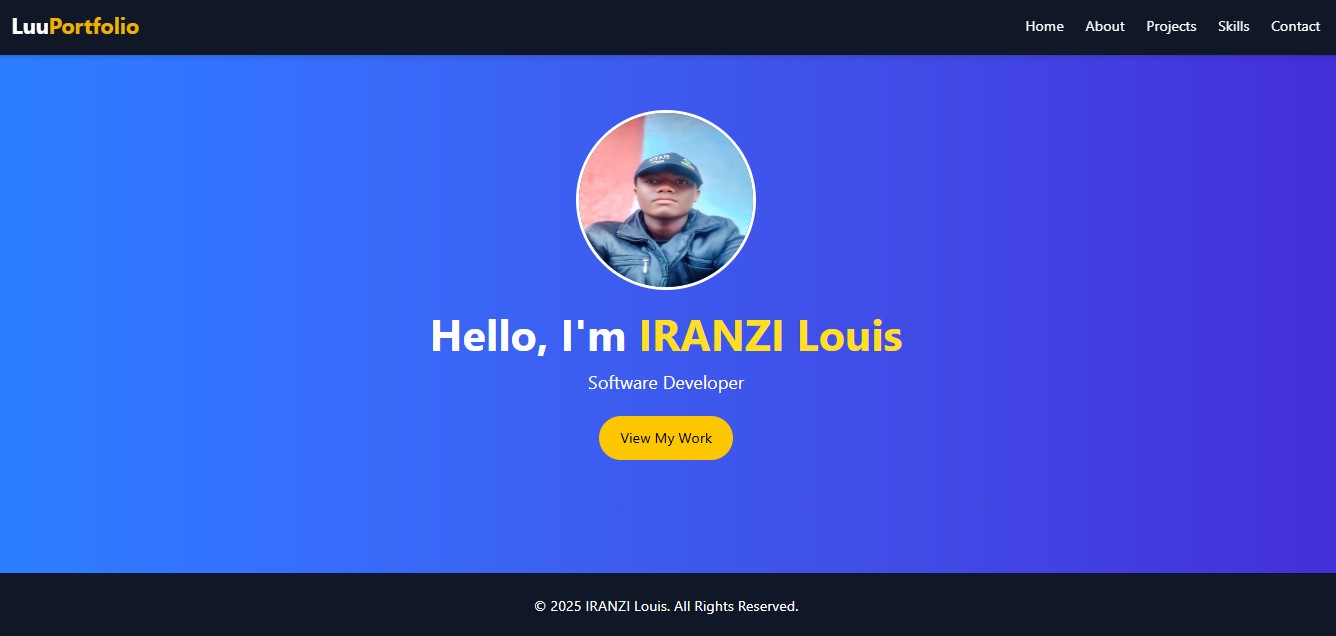 LuuPortfolio
Home About Projects Skills Contact
Hello, I'm IRANZI Louis
Software Developer
View My Work
© 2025 IRANZI Louis. All Rights Reserved.